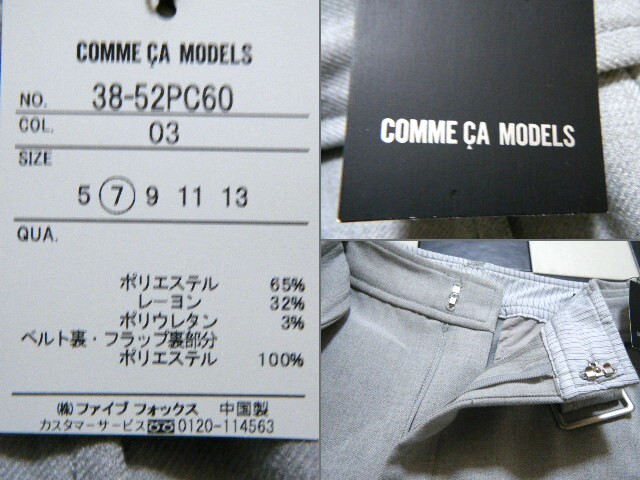 COMME ÇA MODELS
NO. 38-52PC60
COL. 03
SIZE
5 7 9 11 13
QUA.
ポリエステル 65%
レーヨン 32%
ポリウレタン 3%
ベルト裏・フラップ裏部分
ポリエステル 100%
㈱ファイブ フォックス 中国製
カスタマーサービス 0120-114563
COMME ÇA MODELS